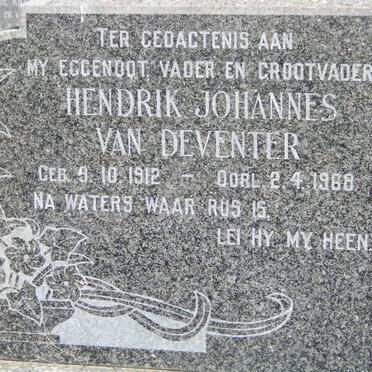 TER GEDAGTENIS AAN
MY EGGENOOT, VADER EN GROOTVADER
HENDRIK JOHANNES
VAN DEVENTER
GEB. 9.10.1912 — OORL. 2.4.1968
NA WATERS WAAR RUS IS,
LEI HY MY HEEN